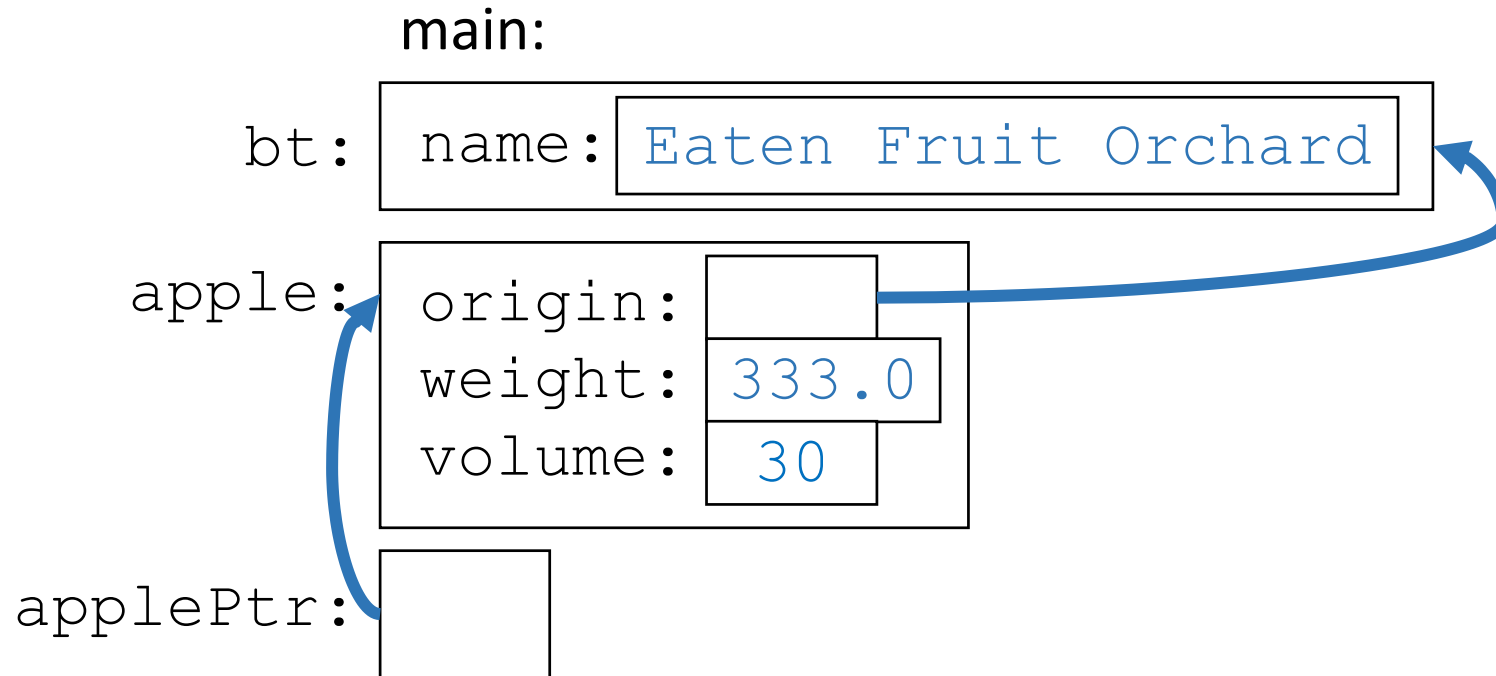 main:
bt: name: Eaten Fruit Orchard
apple: origin:
weight: 333.0
volume: 30
applePtr: